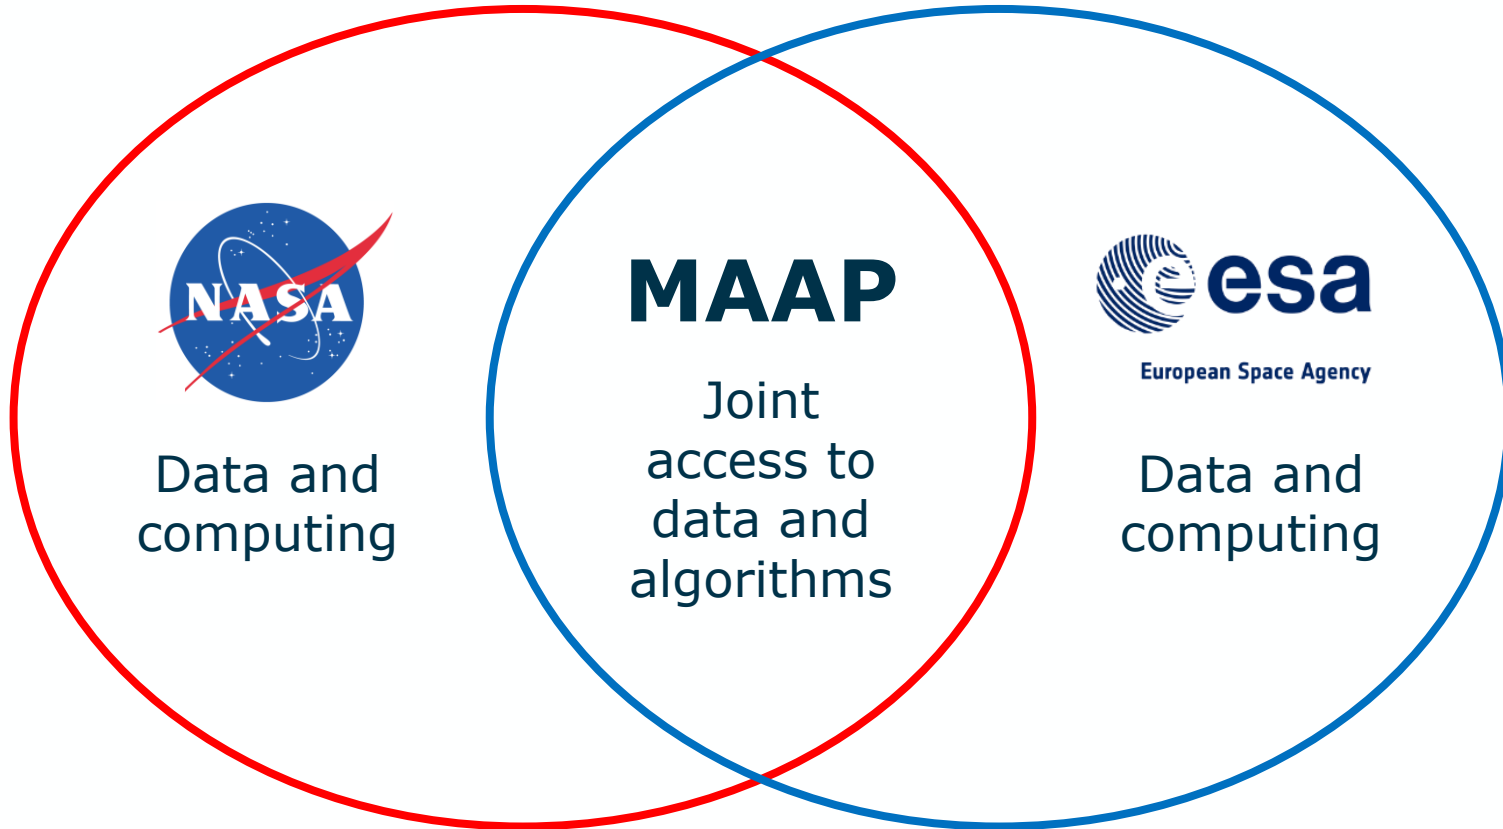 NASA
Data and
computing
MAAP
Joint
access to
data and
algorithms
esa
European Space Agency
Data and
computing